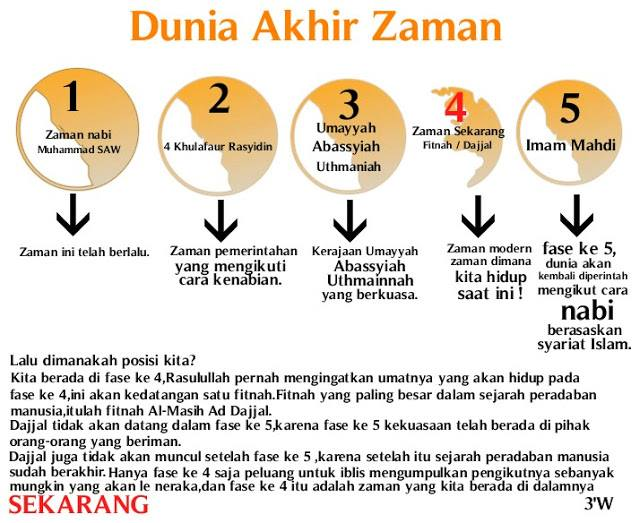 Dunia Akhir Zaman
1
Zaman nabi
Muhammad SAW
Zaman ini telah berlalu.
2
4 Khulafaur Rasyidin
Zaman pemerintahan
yang mengikuti
cara kenabian.
3
Umayyah
Abassyiah
Uthmaniah
Kerajaan Umayyah
Abassyiah
Uthmainnah
yang berkuasa.
4
Zaman Sekarang
Fitnah / Dajjal
Zaman modern
zaman dimana
kita hidup
saat ini !
5
Imam Mahdi
fase ke 5,
dunia akan
kembali diperintah
mengikut cara
nabi
berasaskan
syariat Islam.
Lalu dimanakah posisi kita?
Kita berada di fase ke 4,Rasulullah pernah mengingatkan umatnya yang akan hidup pada
fase ke 4,ini akan kedatangan satu fitnah.Fitnah yang paling besar dalam sejarah peradaban
manusia,itulah fitnah Al-Masih Ad Dajjal.
Dajjal tidak akan datang dalam fase ke 5,karena fase ke 5 kekuasaan telah berada di pihak
orang-orang yang beriman.
Dajjal juga tidak akan muncul setelah fase ke 5 ,karena setelah itu sejarah peradaban manusia
sudah berakhir. Hanya fase ke 4 saja peluang untuk iblis mengumpulkan pengikutnya sebanyak
mungkin yang akan le neraka,dan fase ke 4 itu adalah zaman yang kita berada di dalamnya
SEKARANG
3'W